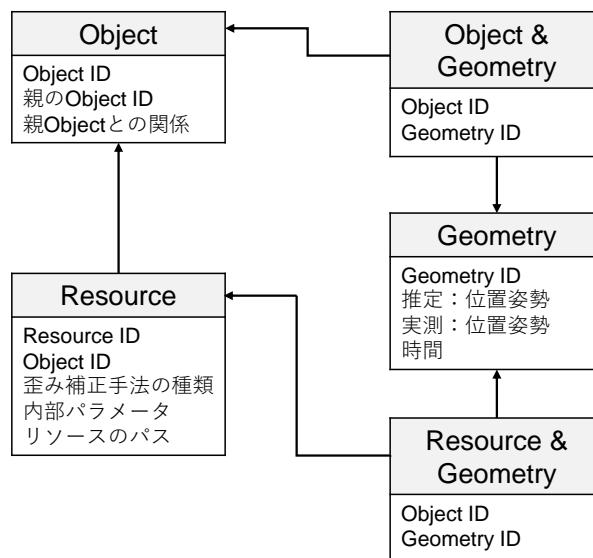 Object
Object ID
親のObject ID
親Objectとの関係
Object &
Geometry
Object ID
Geometry ID
Geometry
Geometry ID
推定：位置姿勢
実測：位置姿勢
時間
Resource
Resource ID
Object ID
歪み補正手法の種類
内部パラメータ
リソースのパス
Resource &
Geometry
Object ID
Geometry ID